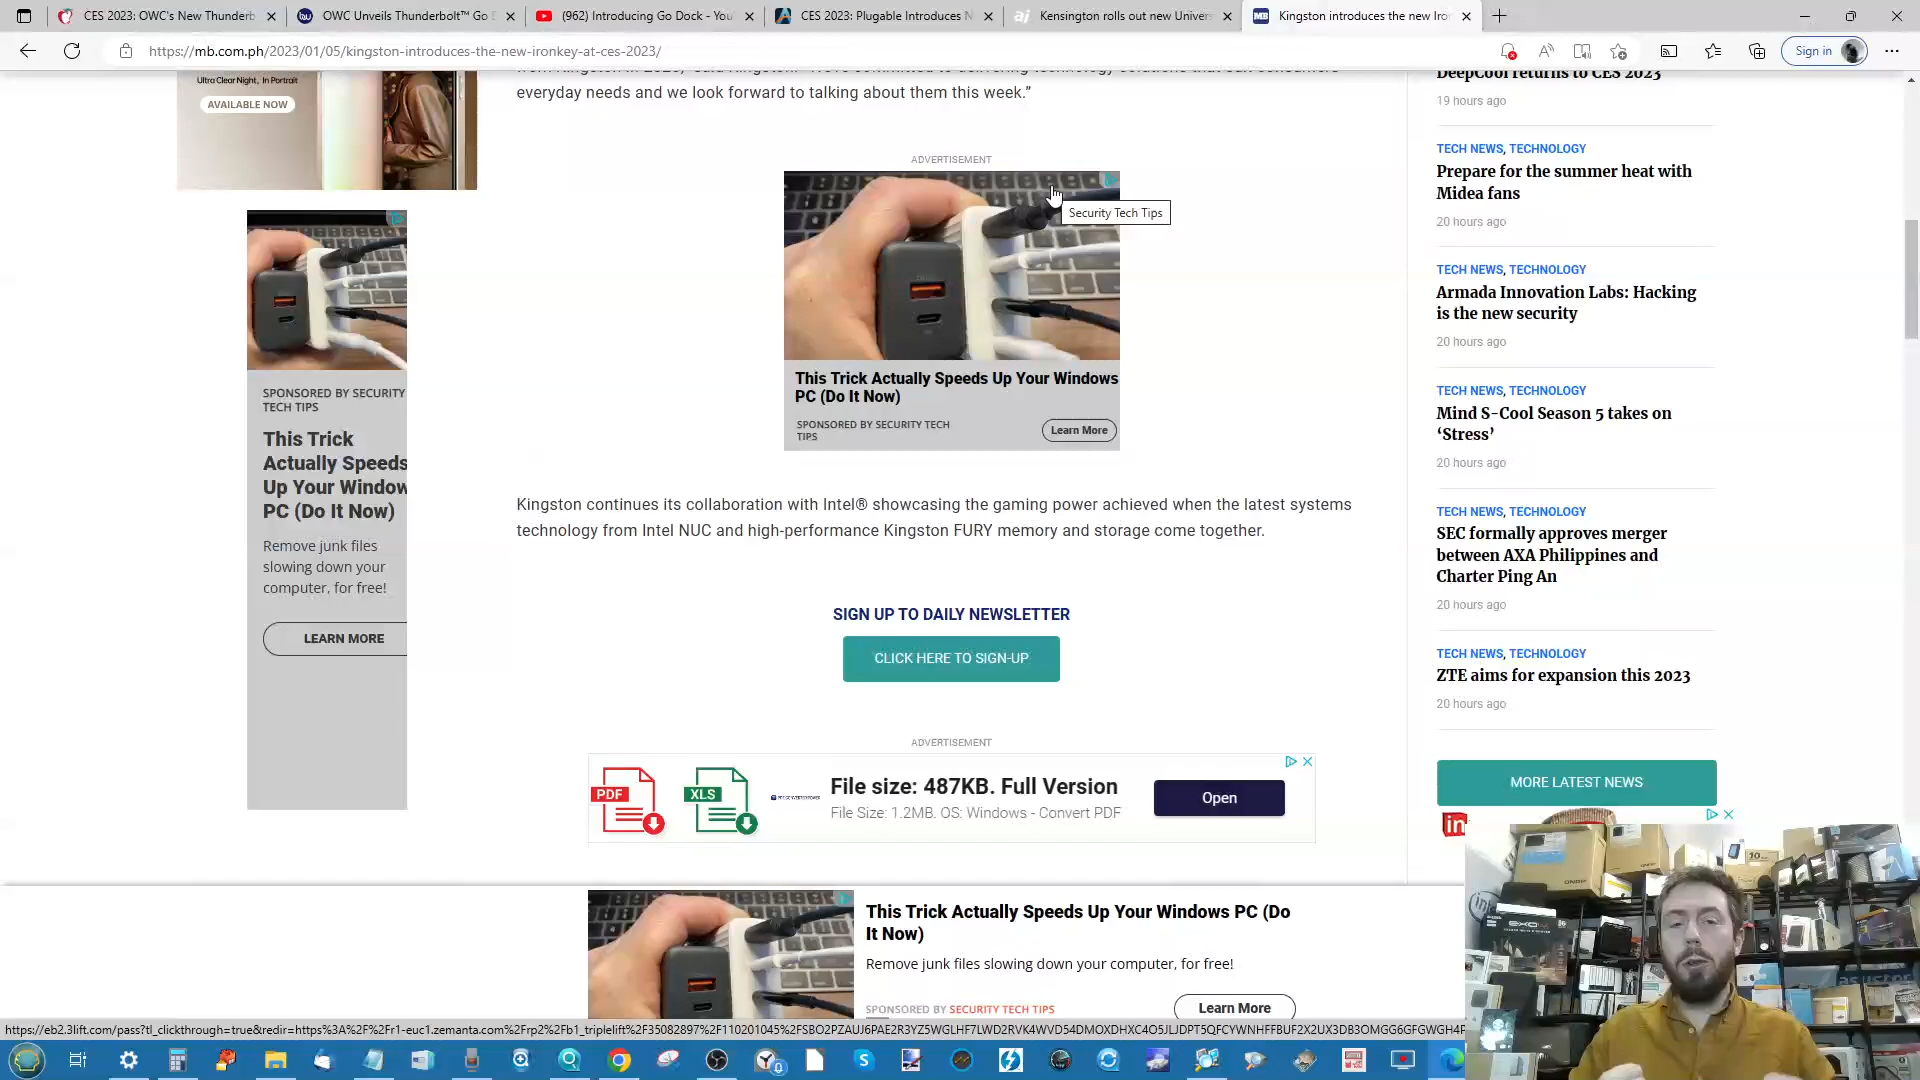 CES 2023: OWC's New Thunderb
OWC Unveils Thunderbolt™ Go
(962) Introducing Go Dock - You
CES 2023: Plugable Introduces N
Kensington rolls out new Univers
Kingston introduces the new Iron
https://mb.com.ph/2023/01/05/kingston-introduces-the-new-ironkey-at-ces-2023/
Sign in
Ultra Clear Night, In Portrait
AVAILABLE NOW
everyday needs and we look forward to talking about them this week.”
ADVERTISEMENT
Security Tech Tips
This Trick Actually Speeds Up Your Windows
PC (Do It Now)
SPONSORED BY SECURITY TECH
TIPS
Learn More
SPONSORED BY SECURITY
TECH TIPS
This Trick
Actually Speeds
Up Your Window
PC (Do It Now)
Remove junk files
slowing down your
computer, for free!
LEARN MORE
Kingston continues its collaboration with Intel® showcasing the gaming power achieved when the latest systems
technology from Intel NUC and high-performance Kingston FURY memory and storage come together.
SIGN UP TO DAILY NEWSLETTER
CLICK HERE TO SIGN-UP
ADVERTISEMENT
PDF
XLS
File size: 487KB. Full Version
File Size: 1.2MB. OS: Windows - Convert PDF
Open
This Trick Actually Speeds Up Your Windows PC (Do
It Now)
Remove junk files slowing down your computer, for free!
SPONSORED BY SECURITY TECH TIPS
Learn More
DeepCool returns to CES 2023
19 hours ago
TECH NEWS, TECHNOLOGY
Prepare for the summer heat with
Midea fans
20 hours ago
TECH NEWS, TECHNOLOGY
Armada Innovation Labs: Hacking
is the new security
20 hours ago
TECH NEWS, TECHNOLOGY
Mind S-Cool Season 5 takes on
‘Stress’
20 hours ago
TECH NEWS, TECHNOLOGY
SEC formally approves merger
between AXA Philippines and
Charter Ping An
20 hours ago
TECH NEWS, TECHNOLOGY
ZTE aims for expansion this 2023
20 hours ago
MORE LATEST NEWS
in